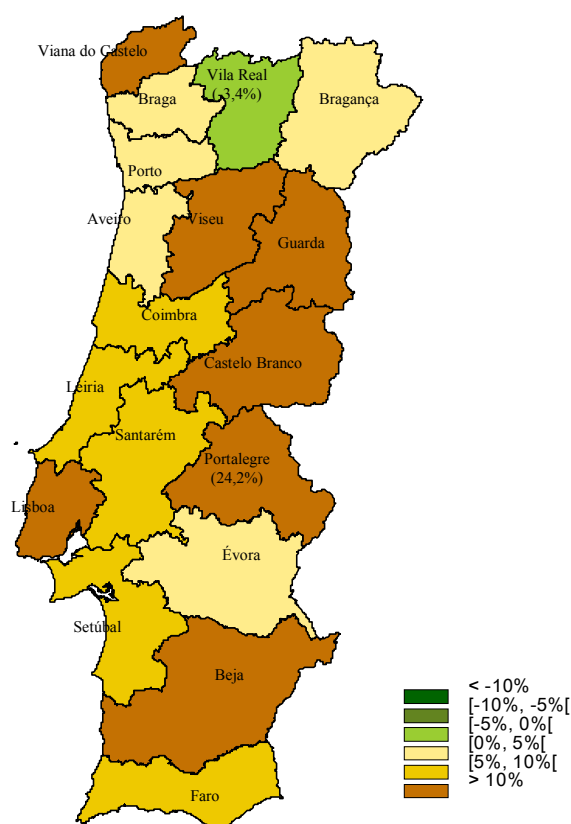 Viana do Castelo
Vila Real
(-3,4%)
Braga
Bragança
Porto
Aveiro
Viseu
Guarda
Coimbra
Castelo Branco
Leiria
Santarém
Portalegre
(24,2%)
Lisboa
Évora
Setúbal
Beja
Faro
< -10%
[-10%, -5%[
[-5%, 0%[
[0%, 5%[
[5%, 10%[
> 10%